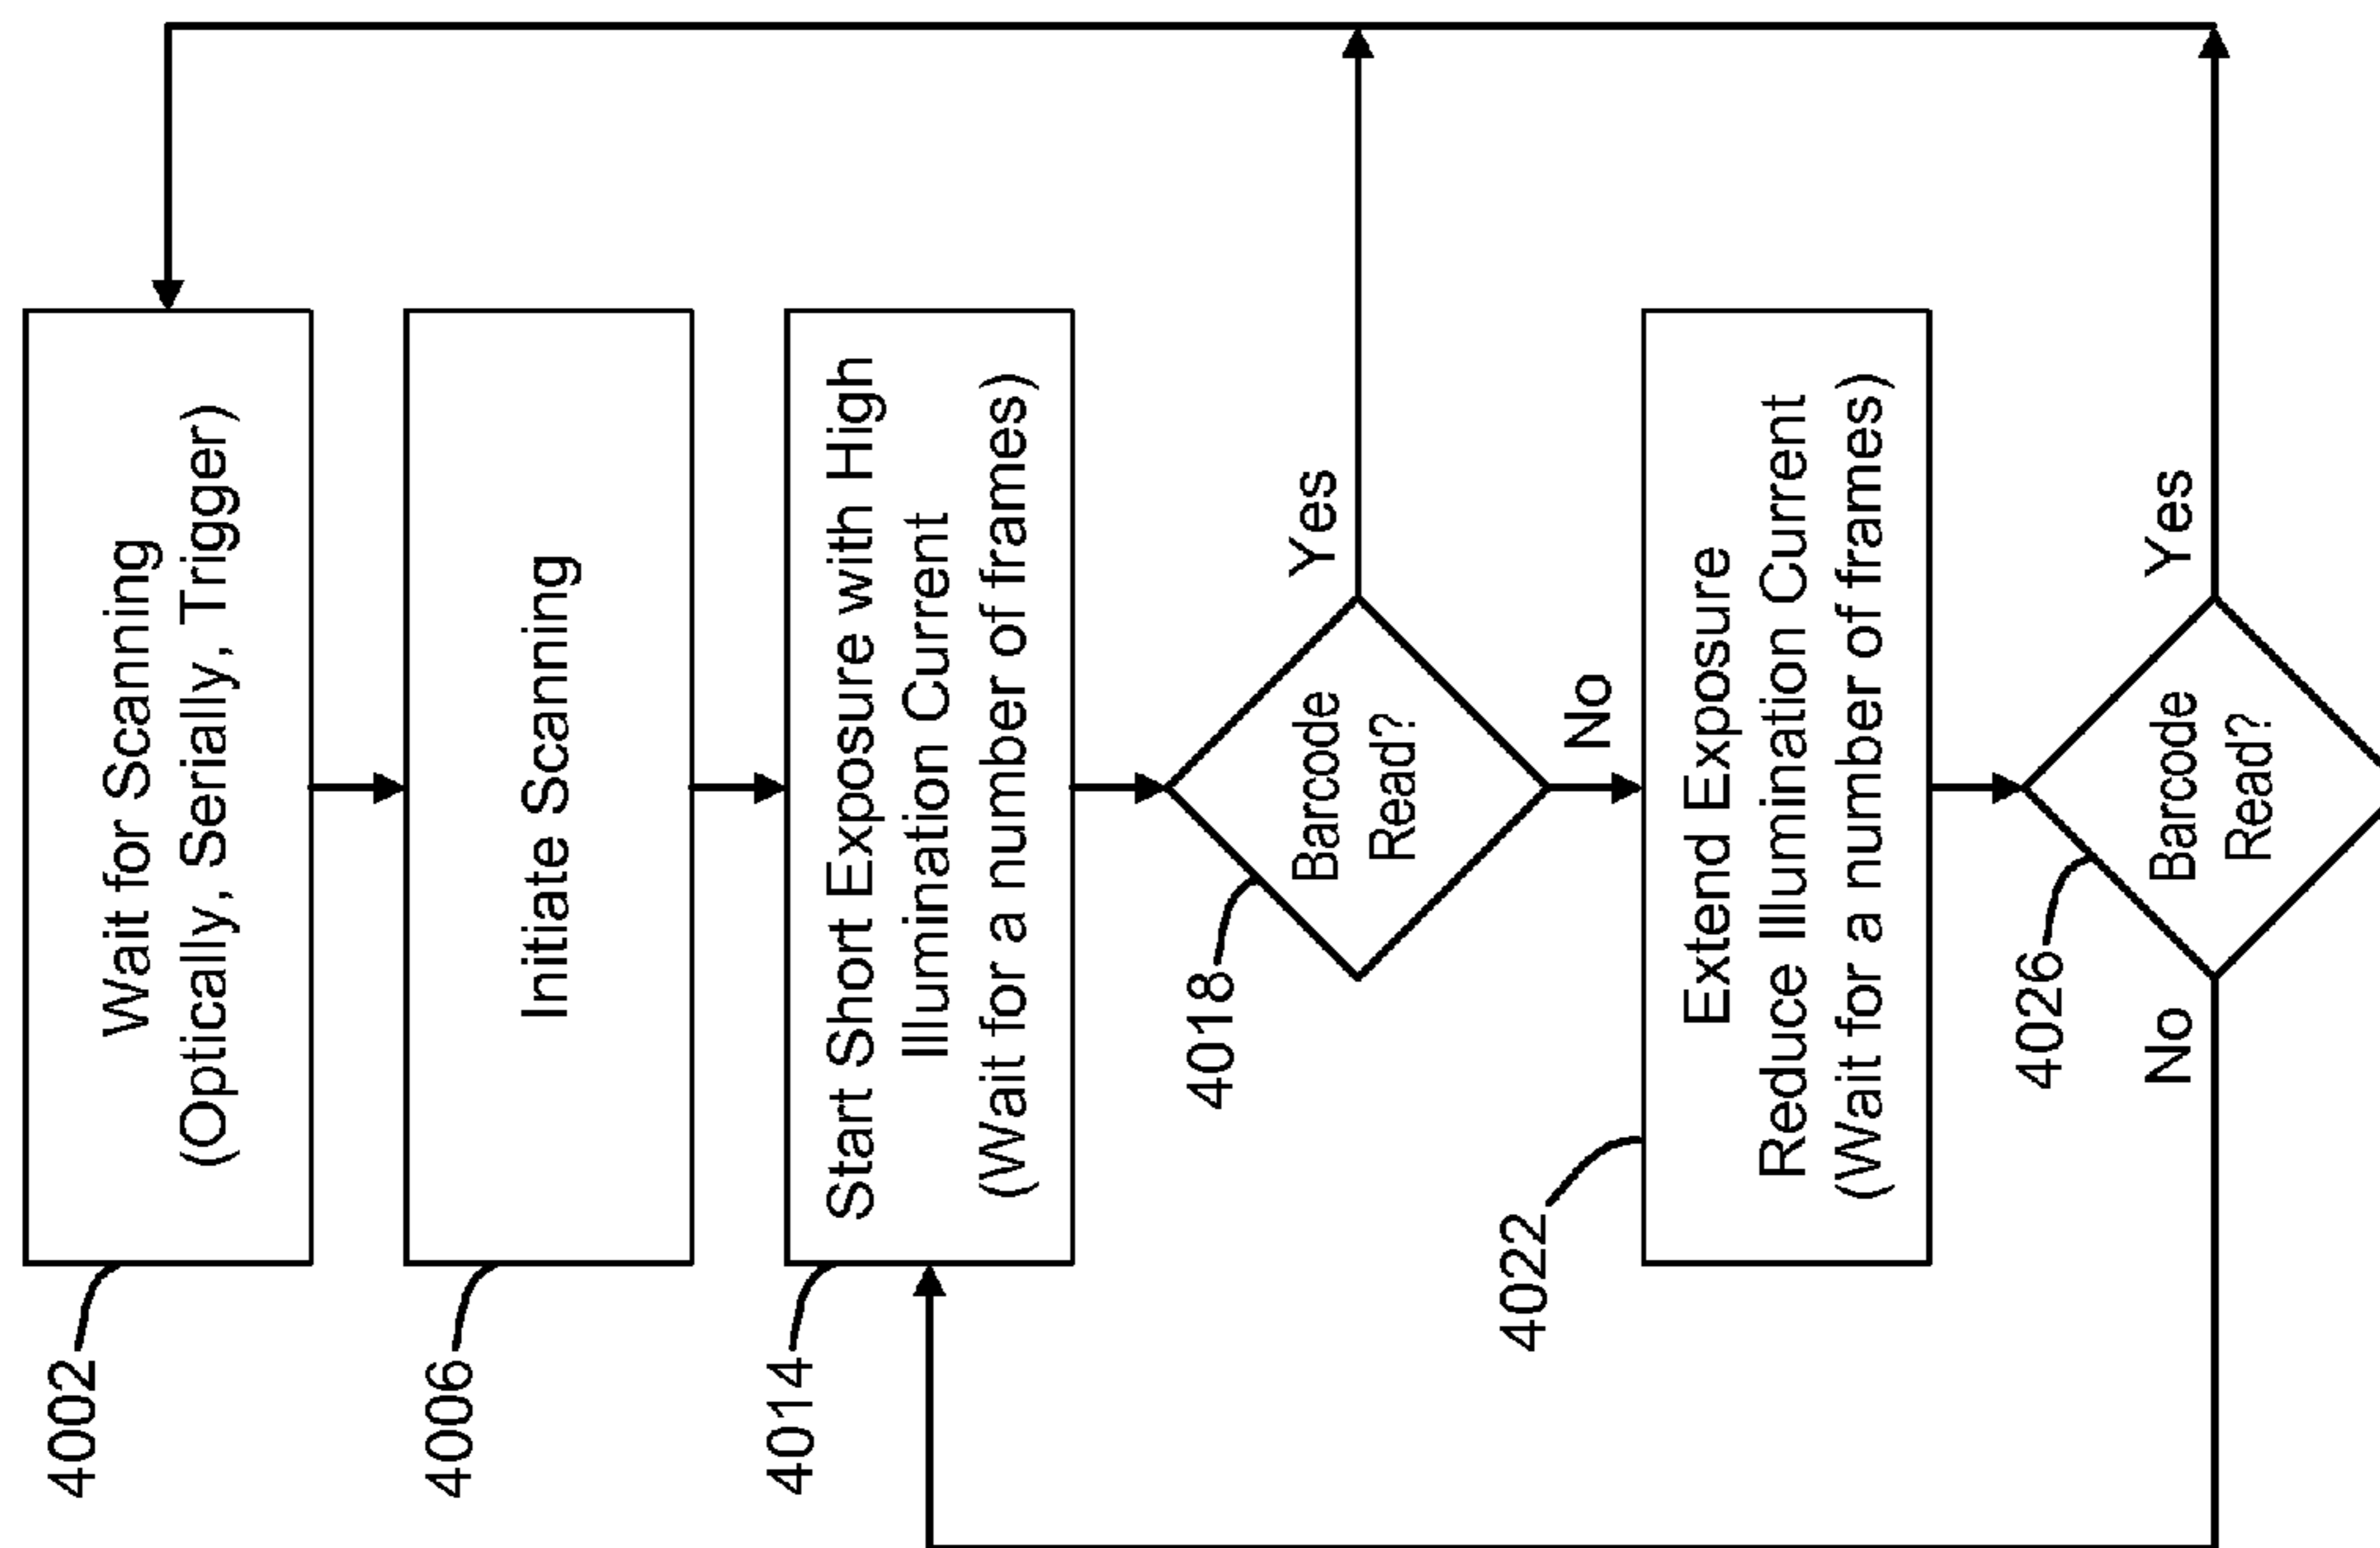 4002
Wait for Scanning
(Optically, Serially, Trigger)
4006
Initiate Scanning
4014
Start Short Exposure with High
Illumination Current
(Wait for a number of frames)
4018
Barcode
Read?
Yes
No
4022
Extend Exposure
Reduce Illumination Current
(Wait for a number of frames)
4026
Barcode
Read?
Yes
No